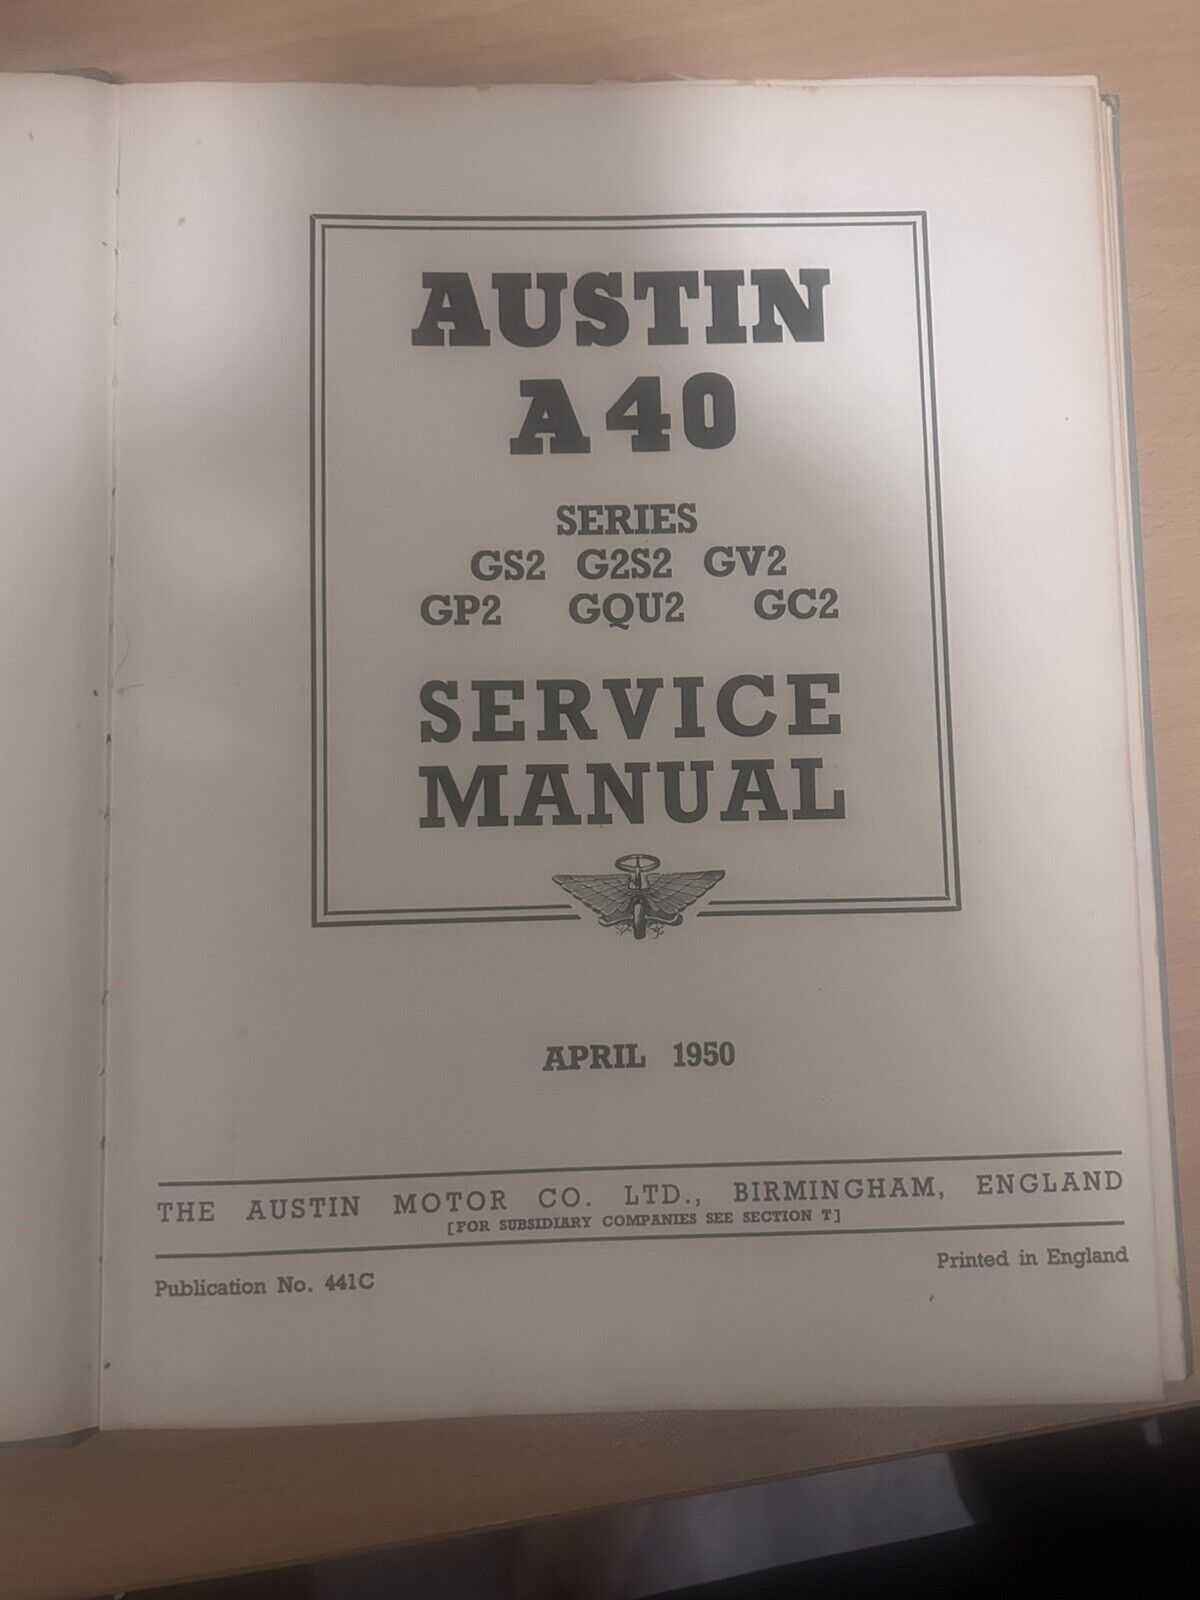 AUSTIN
A40
SERIES
GS2 G2S2 GV2
GP2 GQU2 GC2
SERVICE
MANUAL
APRIL 1950
THE AUSTIN MOTOR CO. LTD., BIRMINGHAM, ENGLAND
[FOR SUBSIDIARY COMPANIES SEE SECTION T]
Publication No. 441C
Printed in England